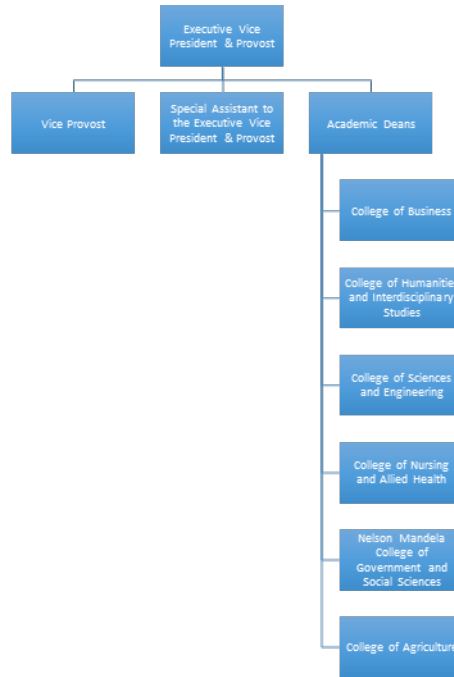 Executive Vice
President & Provost
Vice Provost
Special Assistant to
the Executive Vice
President & Provost
Academic Deans
College of Business
College of Humanitie
and Interdisciplinary
Studies
College of Sciences
and Engineering
College of Nursing
and Allied Health
Nelson Mandela
College of
Government and
Social Sciences
College of Agriculture